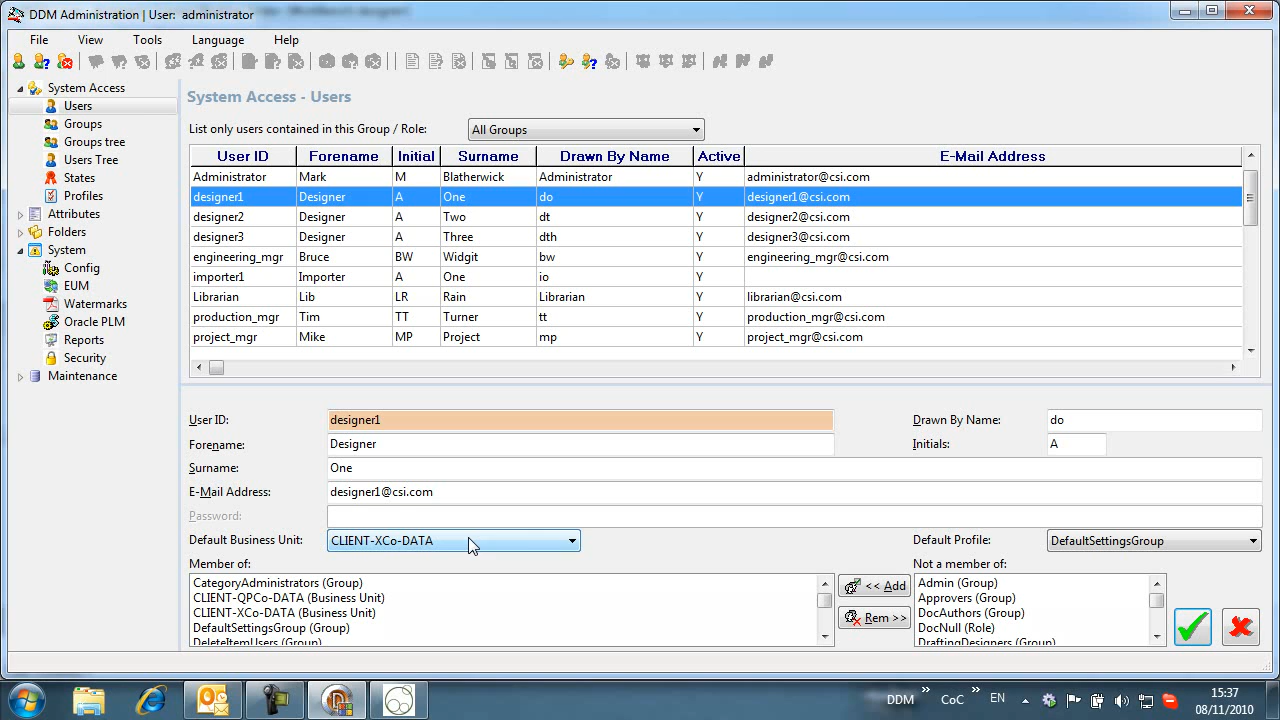 DDM Administration | User: administrator
File View Tools Language Help
System Access
Users
Groups
Groups tree
Users Tree
States
Profiles
Attributes
Folders
System
Config
EUM
Watermarks
Oracle PLM
Reports
Security
Maintenance
System Access - Users
List only users contained in this Group / Role: All Groups
User ID Forename Initial Surname Drawn By Name Active E-Mail Address
Administrator Mark M Blatherwick Administrator Y administrator@csi.com
designer1 Designer A One do Y designer1@csi.com
designer2 Designer A Two dt Y designer2@csi.com
designer3 Designer A Three dth Y designer3@csi.com
engineering_mgr Bruce BW Widgit bw Y engineering_mgr@csi.com
importer1 Importer A One io Y
Librarian Lib LR Rain Librarian Y librarian@csi.com
production_mgr Tim TT Turner tt Y production_mgr@csi.com
project_mgr Mike MP Project mp Y project_mgr@csi.com
User ID: designer1 Drawn By Name: do
Forename: Designer Initials: A
Surname: One
E-Mail Address: designer1@csi.com
Password:
Default Business Unit: CLIENT-XCo-DATA Default Profile: DefaultSettingsGroup
Member of: Not a member of:
CategoryAdministrators (Group)
CLIENT-QPCo-DATA (Business Unit)
CLIENT-XCo-DATA (Business Unit)
DefaultSettingsGroup (Group)
DeleteItemUsers (Group)
<< Add
Rem >>
Admin (Group)
Approvers (Group)
DocAuthors (Group)
DocNull (Role)
DraftingDesigners (Group)
DDM » CoC » EN 15:37
08/11/2010